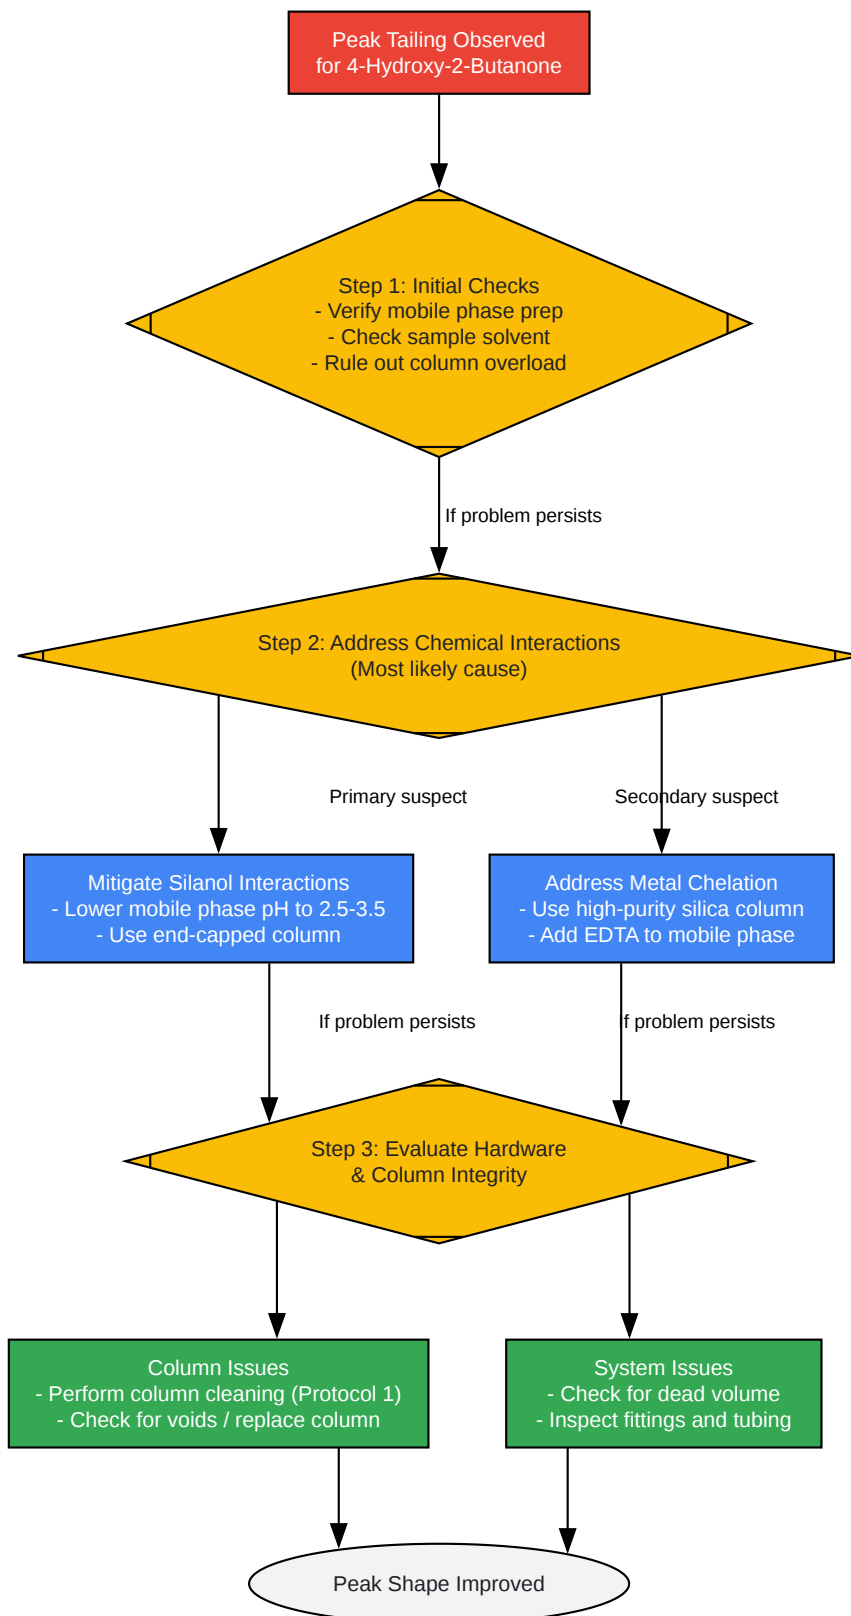 Peak Tailing Observed
for 4-Hydroxy-2-Butanone
Step 1: Initial Checks
- Verify mobile phase prep
- Check sample solvent
- Rule out column overload
If problem persists
Step 2: Address Chemical Interactions
(Most likely cause)
Primary suspect
Secondary suspect
Mitigate Silanol Interactions
- Lower mobile phase pH to 2.5-3.5
- Use end-capped column
Address Metal Chelation
- Use high-purity silica column
- Add EDTA to mobile phase
If problem persists
If problem persists
Step 3: Evaluate Hardware
& Column Integrity
Column Issues
- Perform column cleaning (Protocol 1)
- Check for voids / replace column
System Issues
- Check for dead volume
- Inspect fittings and tubing
Peak Shape Improved